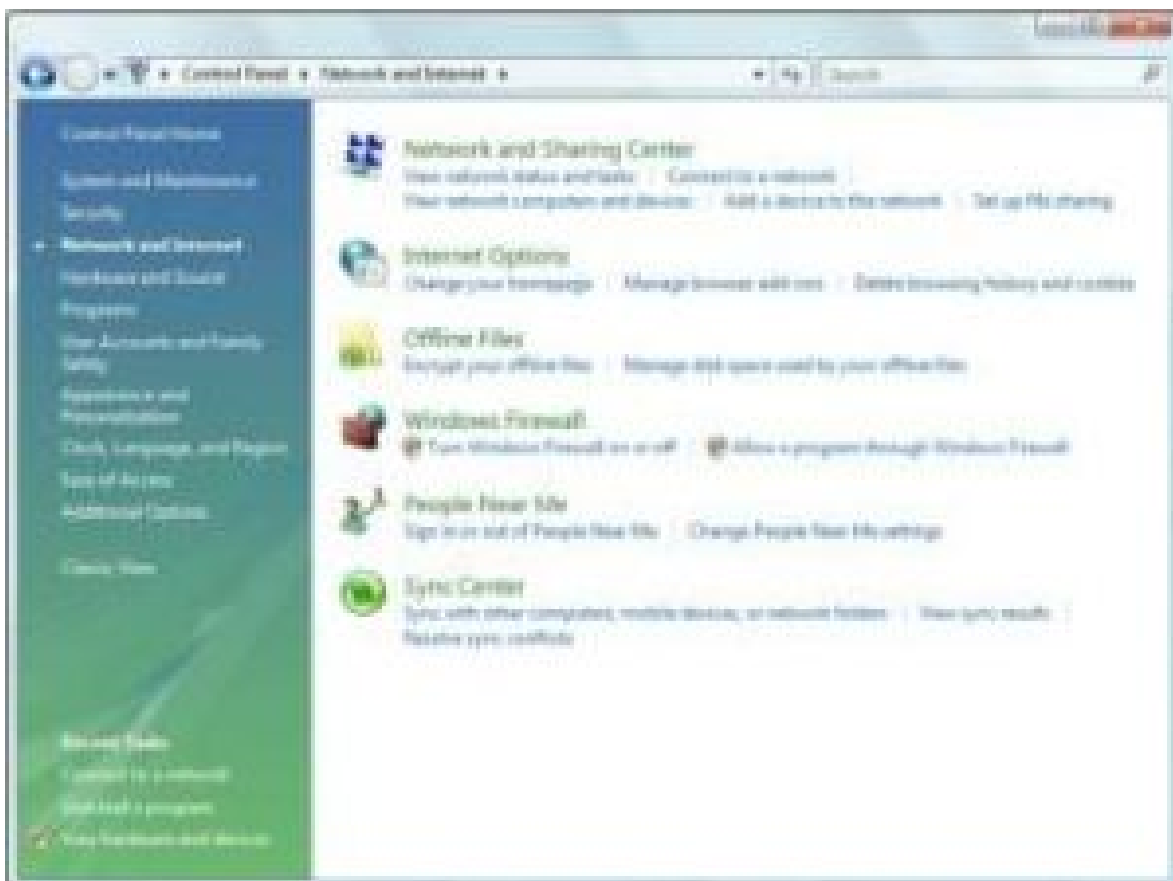 Control Panel ▸ Network and Internet ▸
Search
Control Panel Home
System and Maintenance
Security
Network and Internet
Hardware and Sound
Programs
User Accounts and Family
Safety
Appearance and
Personalization
Clock, Language, and Region
Ease of Access
Additional Options
Classic View
Recent Tasks
Connect to a network
Uninstall a program
View hardware and devices
Network and Sharing Center
View network status and tasks | Connect to a network
View network computers and devices | Add a device to the network | Set up file sharing
Internet Options
Change your homepage | Manage browser add-ons | Delete browsing history and cookies
Offline Files
Encrypt your offline files | Manage disk space used by your offline files
Windows Firewall
Turn Windows Firewall on or off | Allow a program through Windows Firewall
People Near Me
Sign in or out of People Near Me | Change People Near Me settings
Sync Center
Sync with other computers, mobile devices, or network folders | View sync results
Resolve sync conflicts